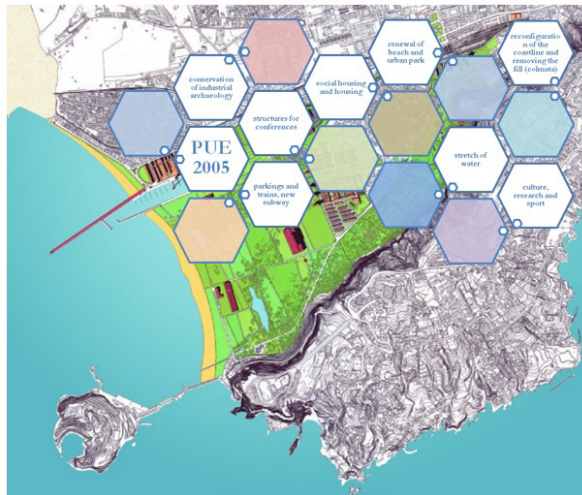 conservation
of industrial
archaeology
PUE
2005
structures for
conferences
parkings and
trains, new
subway
social housing
and housing
renewal of
beach and
urban park
stretch of
water
reconfiguratio
n of the
coastline and
removing the
fill (colmata)
culture,
research and
sport